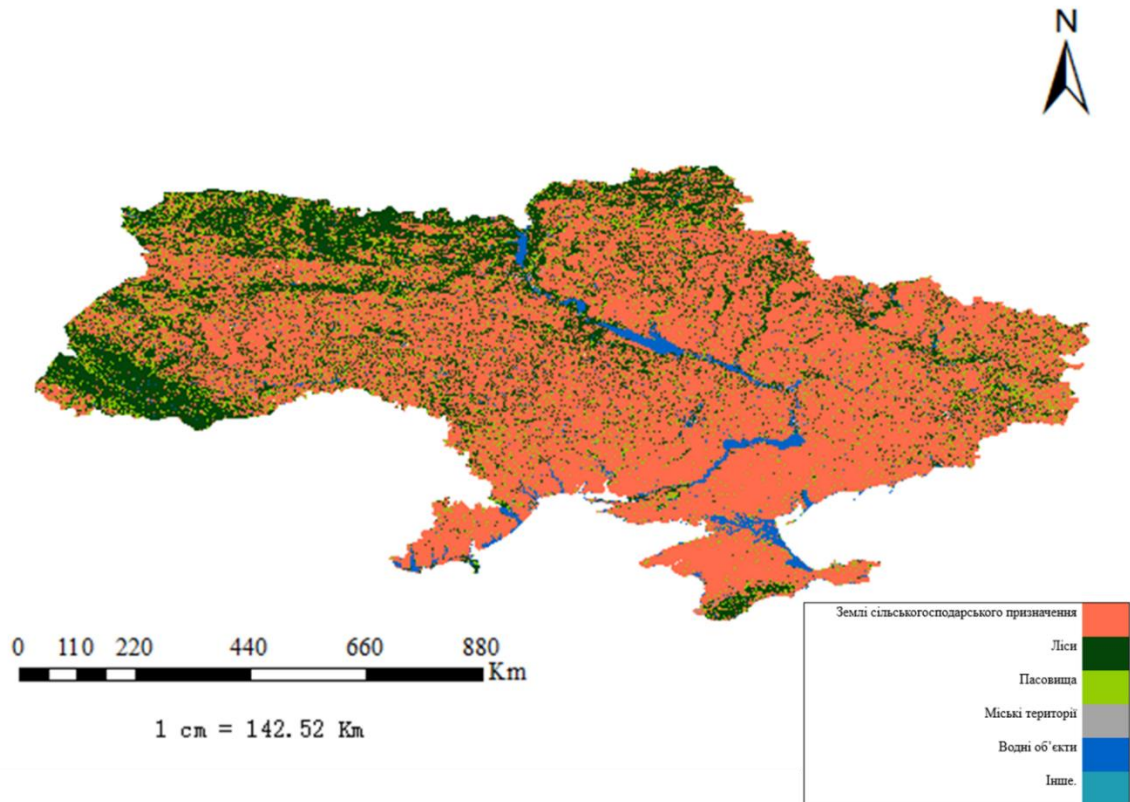 N
0 110 220 440 660 880
Km
1 cm = 142.52 Km
Землі сільськогосподарського призначення
Ліси
Пасовища
Міські території
Водні об’єкти
Інше.